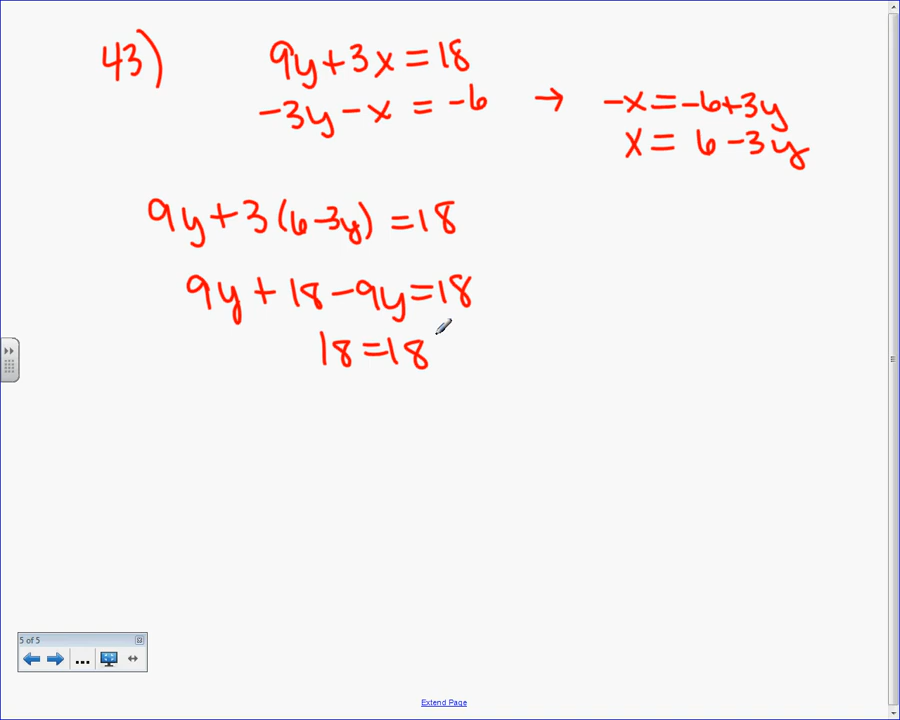 43) 9y+3x=18
-3y-x=-6 → -x=-6+3y
x=6-3y
9y+3(6-3y)=18
9y+18-9y=18
18=18
5 of 5
...
Extend Page